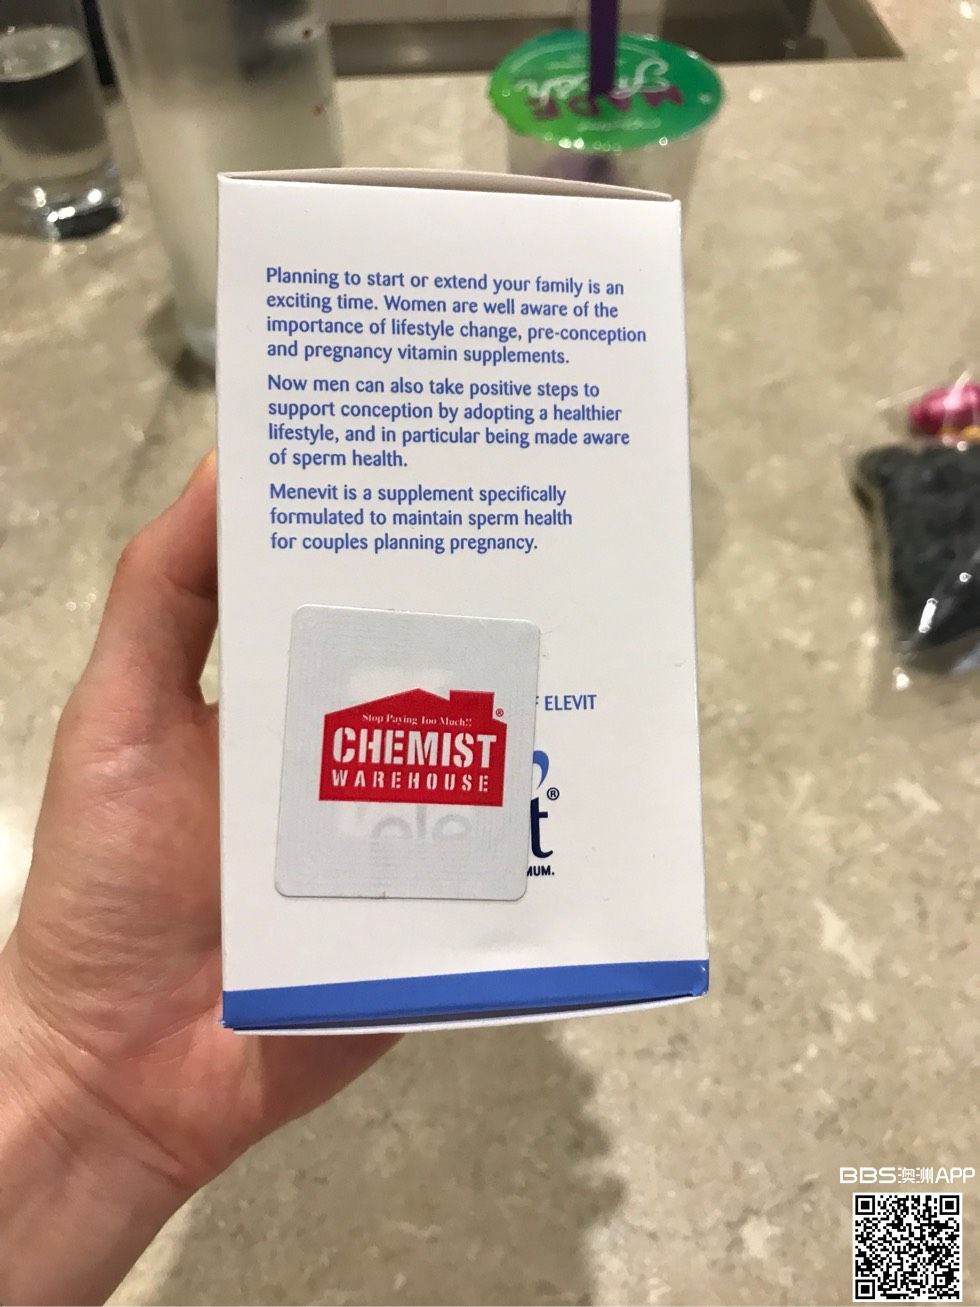 MADE
fresh
Planning to start or extend your family is an
exciting time. Women are well aware of the
importance of lifestyle change, pre-conception
and pregnancy vitamin supplements.
Now men can also take positive steps to
support conception by adopting a healthier
lifestyle, and in particular being made aware
of sperm health.
Menevit is a supplement specifically
formulated to maintain sperm health
for couples planning pregnancy.
ELEVIT
Stop Paying Too Much!!
®
CHEMIST
WAREHOUSE
®
t
MUM.
BBS澳洲APP